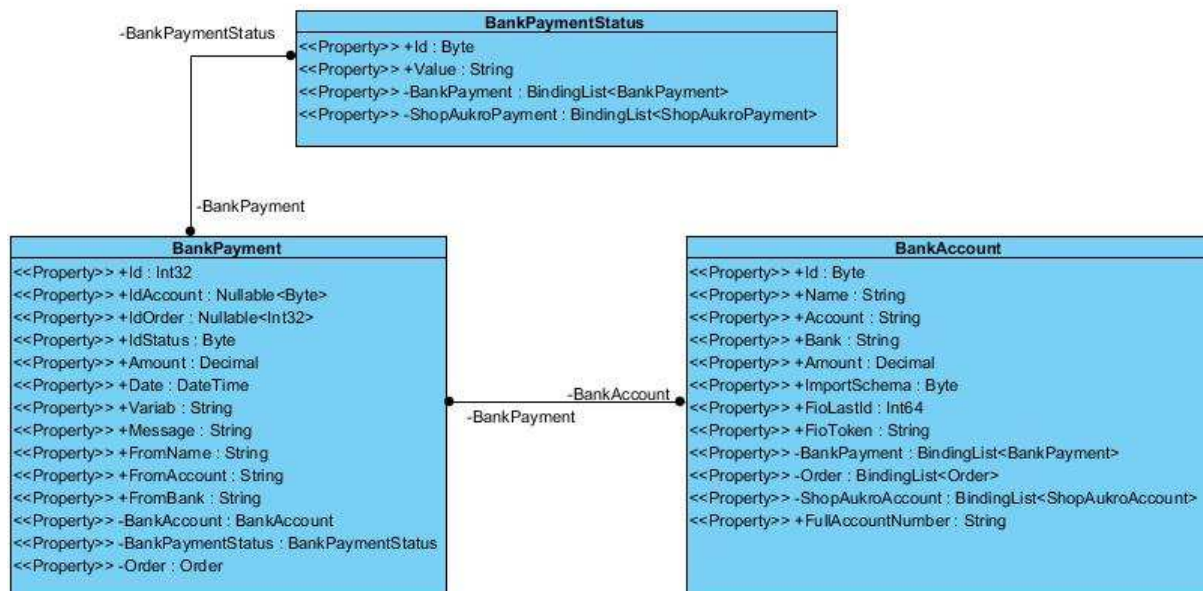 BankPaymentStatus
-BankPaymentStatus
<<Property>> +Id : Byte
<<Property>> +Value : String
<<Property>> -BankPayment : BindingList<BankPayment>
<<Property>> -ShopAukroPayment : BindingList<ShopAukroPayment>
-BankPayment
BankPayment
<<Property>> +Id : Int32
<<Property>> +IdAccount : Nullable<Byte>
<<Property>> +IdOrder : Nullable<Int32>
<<Property>> +IdStatus : Byte
<<Property>> +Amount : Decimal
<<Property>> +Date : DateTime
<<Property>> +Variab : String
<<Property>> +Message : String
<<Property>> +FromName : String
<<Property>> +FromAccount : String
<<Property>> +FromBank : String
<<Property>> -BankAccount : BankAccount
<<Property>> -BankPaymentStatus : BankPaymentStatus
<<Property>> -Order : Order
-BankAccount
-BankPayment
BankAccount
<<Property>> +Id : Byte
<<Property>> +Name : String
<<Property>> +Account : String
<<Property>> +Bank : String
<<Property>> +Amount : Decimal
<<Property>> +ImportSchema : Byte
<<Property>> +FioLastId : Int64
<<Property>> +FioToken : String
<<Property>> -BankPayment : BindingList<BankPayment>
<<Property>> -Order : BindingList<Order>
<<Property>> -ShopAukroAccount : BindingList<ShopAukroAccount>
<<Property>> +FullAccountNumber : String